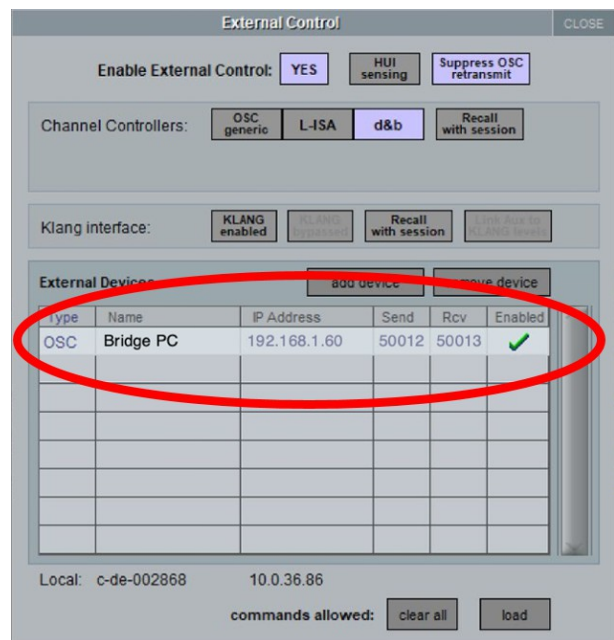 External Control CLOSE
Enable External Control: YES HUI sensing Suppress OSC retransmit
Channel Controllers: OSC generic L-ISA d&b Recall with session
Klang interface: KLANG enabled KLANG bypassed Recall with session Link Aux to KLANG levels
External Devices add device remove device
Type Name IP Address Send Rcv Enabled
OSC Bridge PC 192.168.1.60 50012 50013
Local: c-de-002868 10.0.36.86
commands allowed: clear all load